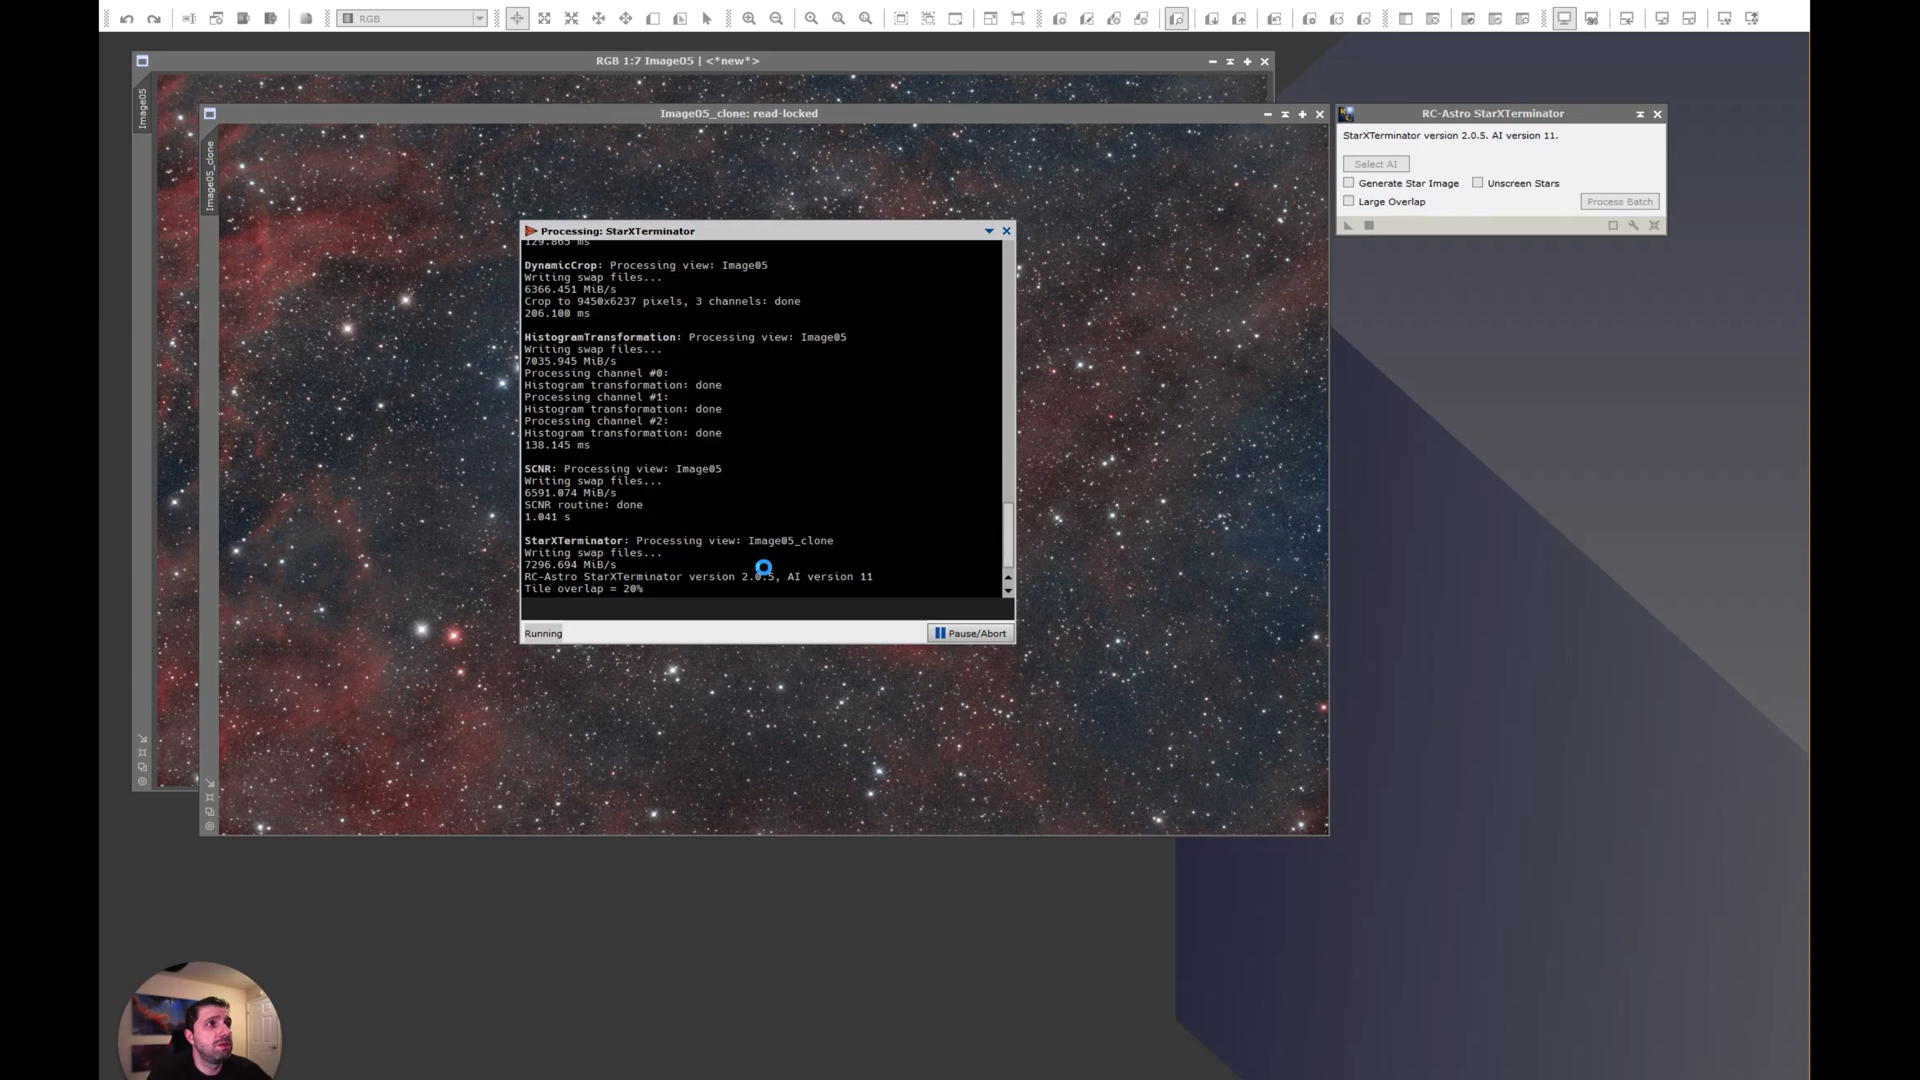 RGB
RGB 1:7 Image05 | <*new*>
Image05
Image05_clone: read-locked
Image05_clone
RC-Astro StarXTerminator
StarXTerminator version 2.0.5. AI version 11.
Select AI
Generate Star Image
Unscreen Stars
Large Overlap
Process Batch
Processing: StarXTerminator
129.865 ms
DynamicCrop: Processing view: Image05
Writing swap files...
6366.451 MiB/s
Crop to 9450x6237 pixels, 3 channels: done
206.100 ms
HistogramTransformation: Processing view: Image05
Writing swap files...
7035.945 MiB/s
Processing channel #0:
Histogram transformation: done
Processing channel #1:
Histogram transformation: done
Processing channel #2:
Histogram transformation: done
138.145 ms
SCNR: Processing view: Image05
Writing swap files...
6591.074 MiB/s
SCNR routine: done
1.041 s
StarXTerminator: Processing view: Image05_clone
Writing swap files...
7296.694 MiB/s
RC-Astro StarXTerminator version 2.0.5, AI version 11
Tile overlap = 20%
Running
Pause/Abort